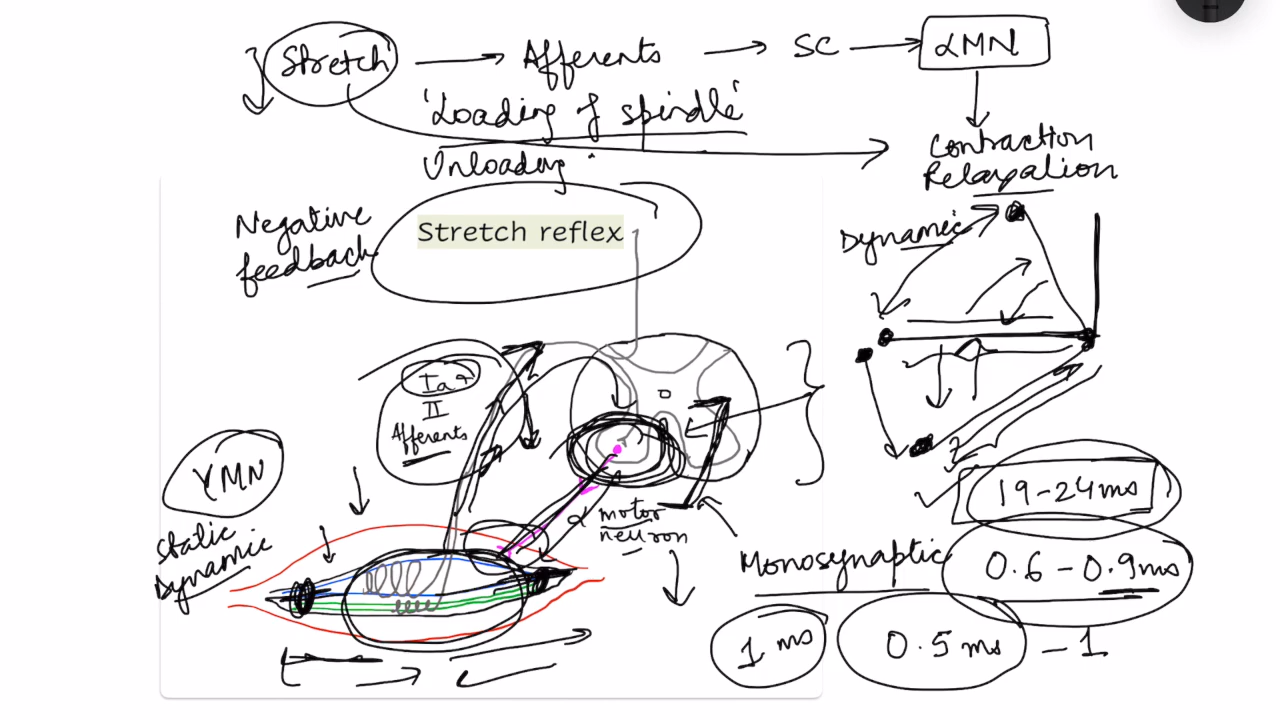 Stretch → Afferents → SC → αMN
'Loading of spindle'
Unloading
Contraction
Relaxation
Negative
feedback
Stretch reflex
Dynamic
Ia
II
Afferents
γMN
Static
Dynamic
α motor
neuron
19-24ms
Monosynaptic
0.6 - 0.9ms
1 ms
0.5 ms - 1